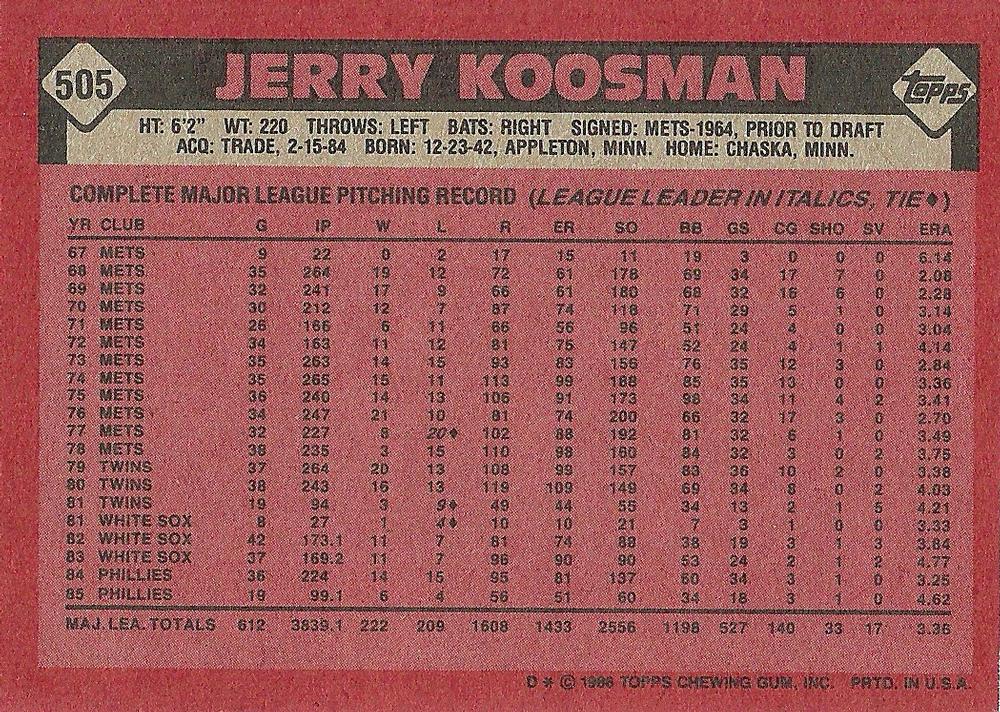 505 JERRY KOOSMAN Topps
HT: 6'2" WT: 220 THROWS: LEFT BATS: RIGHT SIGNED: METS-1964, PRIOR TO DRAFT
ACQ: TRADE, 2-15-84 BORN: 12-23-42, APPLETON, MINN. HOME: CHASKA, MINN.
COMPLETE MAJOR LEAGUE PITCHING RECORD (LEAGUE LEADER IN ITALICS, TIE♦)
YR CLUB G IP W L R ER SO BB GS CG SHO SV ERA
67 METS 9 22 0 2 17 15 11 19 3 0 0 0 6.14
68 METS 35 264 19 12 72 61 178 69 34 17 7 0 2.08
69 METS 32 241 17 9 66 61 180 68 32 16 6 0 2.28
70 METS 30 212 12 7 87 74 118 71 29 5 1 0 3.14
71 METS 26 166 6 11 66 56 96 51 24 4 0 0 3.04
72 METS 34 163 11 12 81 75 147 52 24 4 1 1 4.14
73 METS 35 263 14 15 93 83 156 76 35 12 3 0 2.84
74 METS 35 265 15 11 113 99 188 85 35 13 0 0 3.36
75 METS 36 240 14 13 106 91 173 98 34 11 4 2 3.41
76 METS 34 247 21 10 81 74 200 66 32 17 3 0 2.70
77 METS 32 227 8 20♦ 102 88 192 81 32 6 1 0 3.49
78 METS 38 235 3 15 110 98 160 84 32 3 0 2 3.75
79 TWINS 37 264 20 13 108 99 157 83 36 10 2 0 3.38
80 TWINS 38 243 16 13 119 109 149 69 34 8 0 2 4.03
81 TWINS 19 94 3 9♦ 49 44 55 34 13 2 1 5 4.21
81 WHITE SOX 8 27 1 4♦ 10 10 21 7 3 1 0 0 3.33
82 WHITE SOX 42 173.1 11 7 81 74 88 38 19 3 1 3 3.84
83 WHITE SOX 37 169.2 11 7 96 90 90 53 24 2 1 2 4.77
84 PHILLIES 36 224 14 15 95 81 137 60 34 3 1 0 3.25
85 PHILLIES 19 99.1 6 4 56 51 60 34 18 3 1 0 4.62
MAJ. LEA. TOTALS 612 3839.1 222 209 1608 1433 2556 1198 527 140 33 17 3.36
D * © 1986 TOPPS CHEWING GUM, INC. PRTD. IN U.S.A.